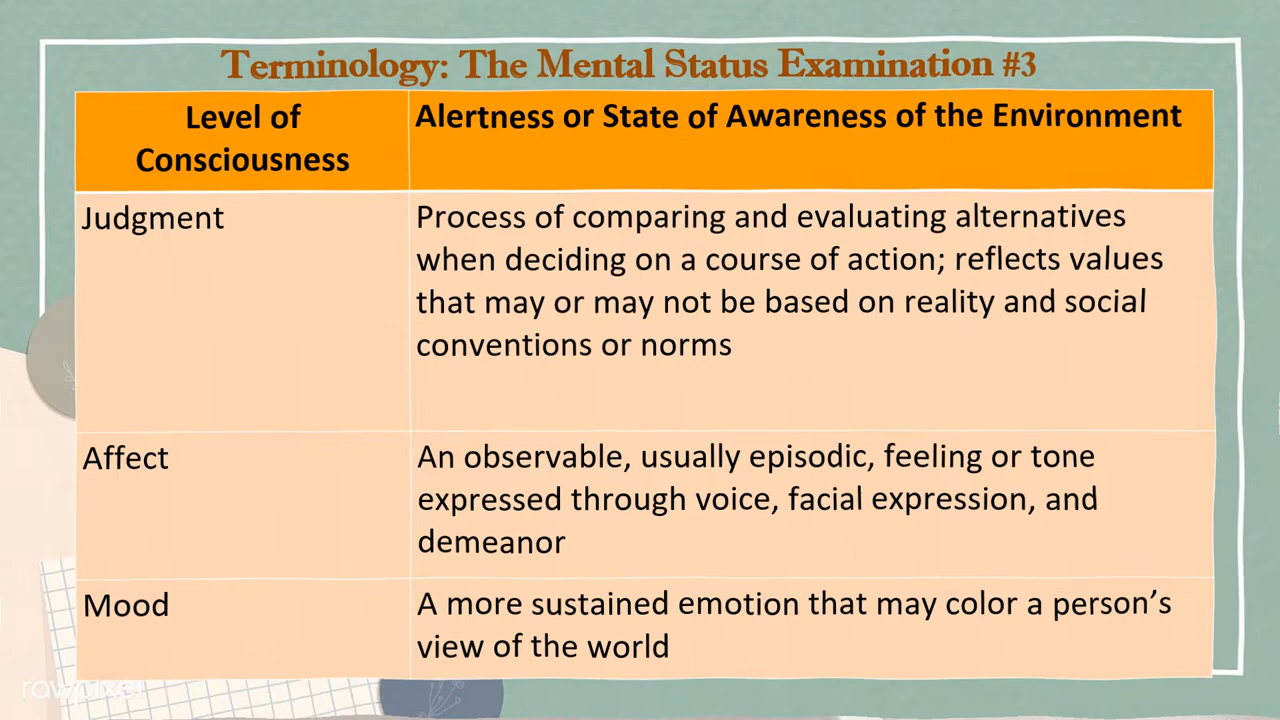 Terminology: The Mental Status Examination #3
Level of
Consciousness
Alertness or State of Awareness of the Environment
Judgment
Process of comparing and evaluating alternatives
when deciding on a course of action; reflects values
that may or may not be based on reality and social
conventions or norms
Affect
An observable, usually episodic, feeling or tone
expressed through voice, facial expression, and
demeanor
Mood
A more sustained emotion that may color a person’s
view of the world
rawpixel